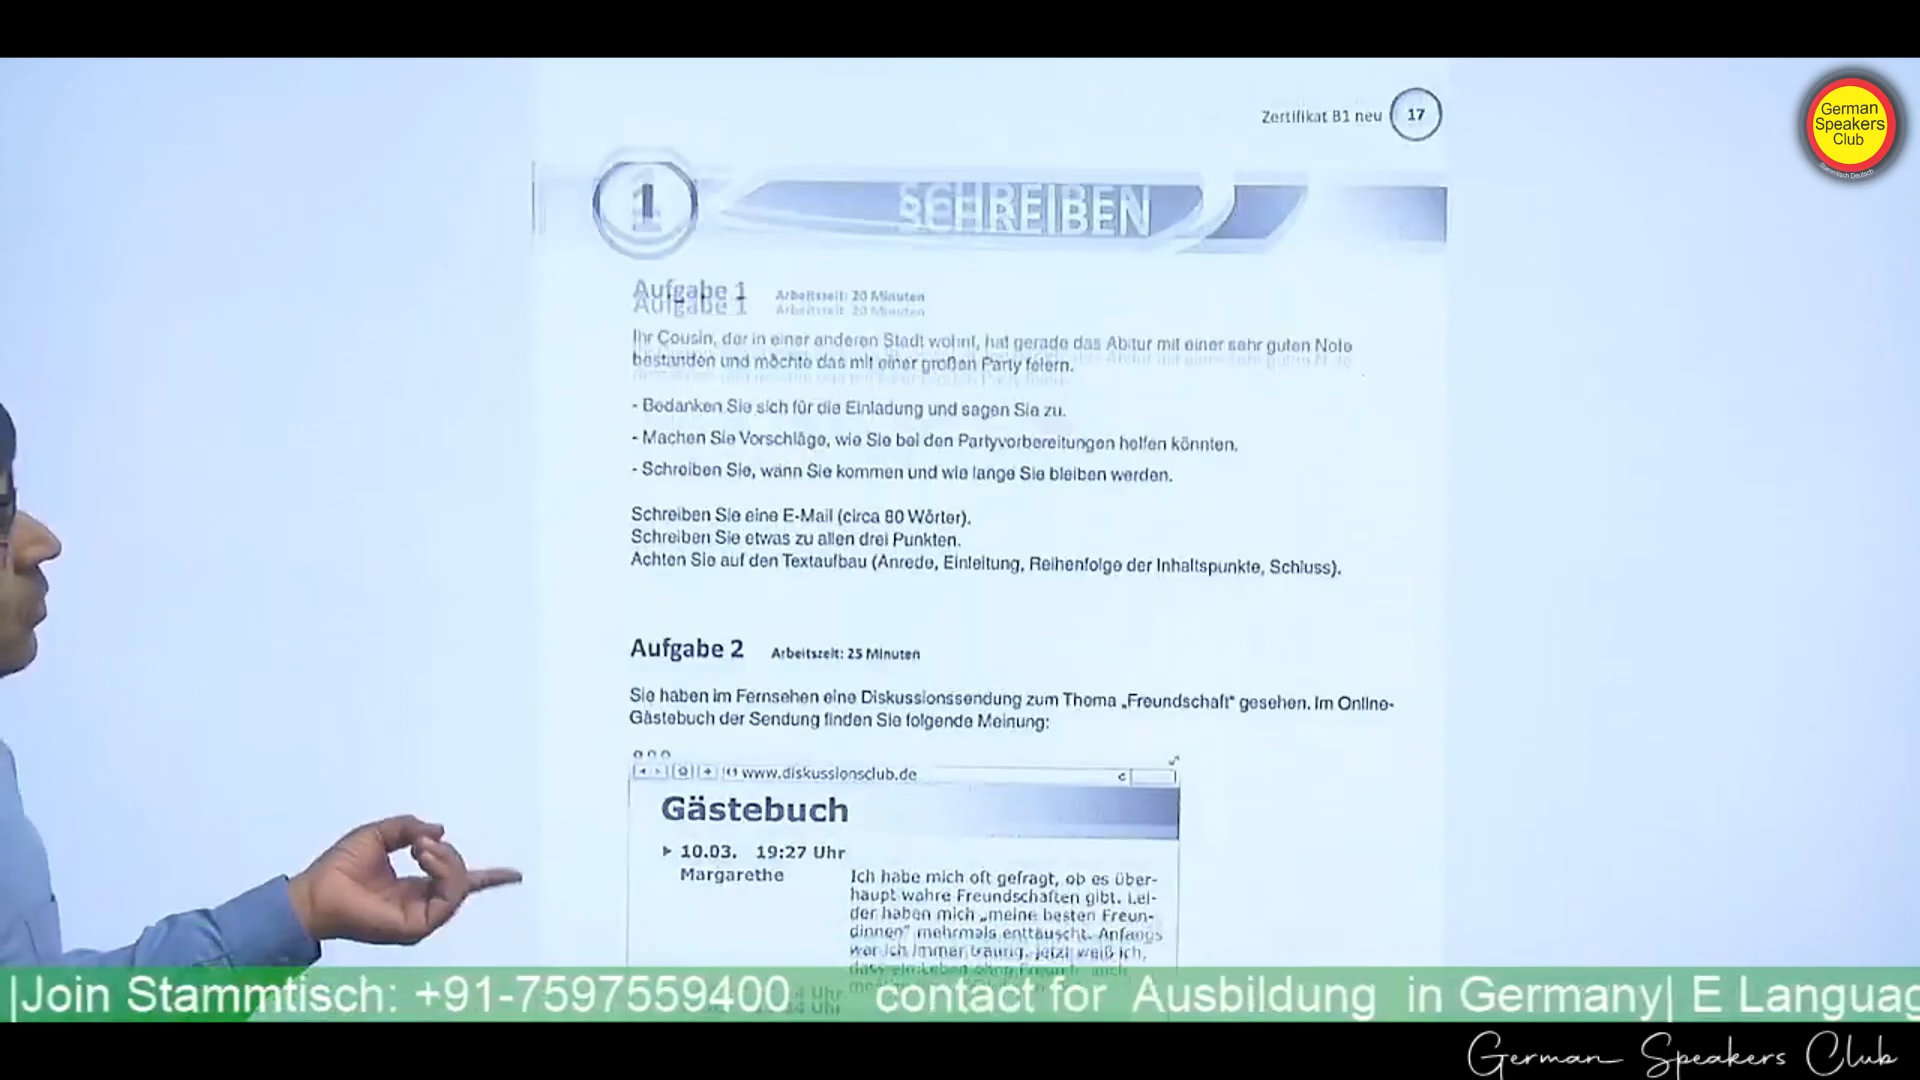 Zertifikat B1 neu 17
German
Speakers
Club
Stammtisch Deutsch
1 SCHREIBEN
Aufgabe 1 Arbeitszeit: 20 Minuten
Ihr Cousin, der in einer anderen Stadt wohnt, hat gerade das Abitur mit einer sehr guten Note
bestanden und möchte das mit einer großen Party feiern.
- Bedanken Sie sich für die Einladung und sagen Sie zu.
- Machen Sie Vorschläge, wie Sie bei den Partyvorbereitungen helfen könnten.
- Schreiben Sie, wann Sie kommen und wie lange Sie bleiben werden.
Schreiben Sie eine E-Mail (circa 80 Wörter).
Schreiben Sie etwas zu allen drei Punkten.
Achten Sie auf den Textaufbau (Anrede, Einleitung, Reihenfolge der Inhaltspunkte, Schluss).
Aufgabe 2 Arbeitszeit: 25 Minuten
Sie haben im Fernsehen eine Diskussionssendung zum Thema „Freundschaft“ gesehen. Im Online-
Gästebuch der Sendung finden Sie folgende Meinung:
www.diskussionsclub.de
Gästebuch
10.03. 19:27 Uhr
Margarethe
Ich habe mich oft gefragt, ob es über-
haupt wahre Freundschaften gibt. Lei-
der haben mich „meine besten Freun-
dinnen“ mehrmals enttäuscht. Anfangs
war ich immer traurig, jetzt weiß ich,
dass ein Leben ohne Freunde auch
|Join Stammtisch: +91-7597559400 contact for Ausbildung in Germany| E Languag
German Speakers Club